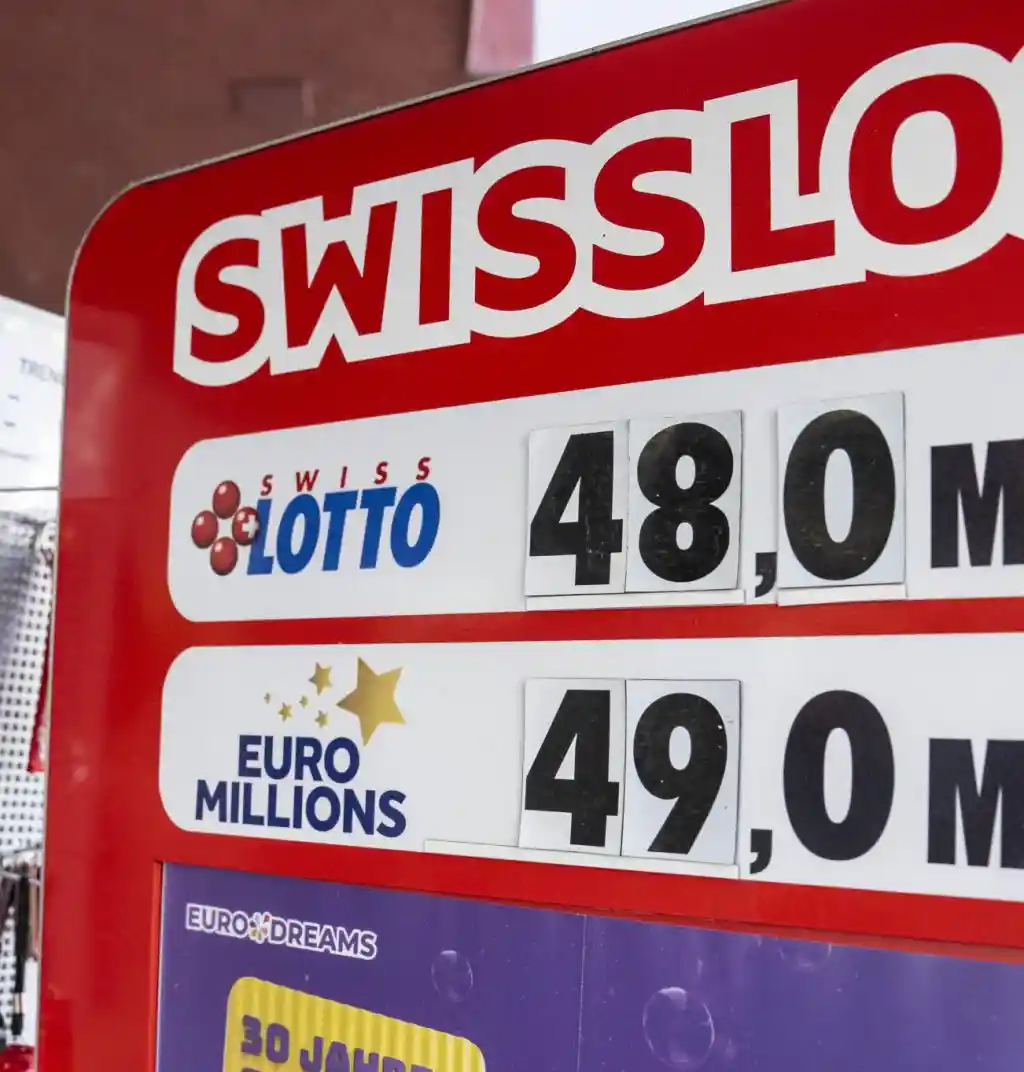 SWISSLO
SWISS
LOTTO
48,0 M
EURO
MILLIONS
49,0 M
EURODREAMS
30 JAHRE